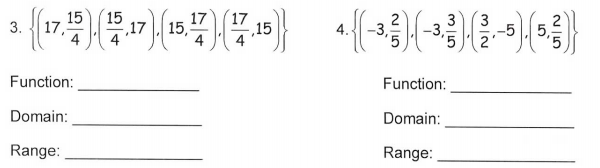 3. {(17, 15/4), (15/4, 17), (15, 17/4), (17/4, 15)}
Function: ____________
Domain: ____________
Range: ____________
4. {(-3, 2/5), (-3, 3/5), (3/2, -5), (5, 2/5)}
Function: ____________
Domain: ____________
Range: ____________